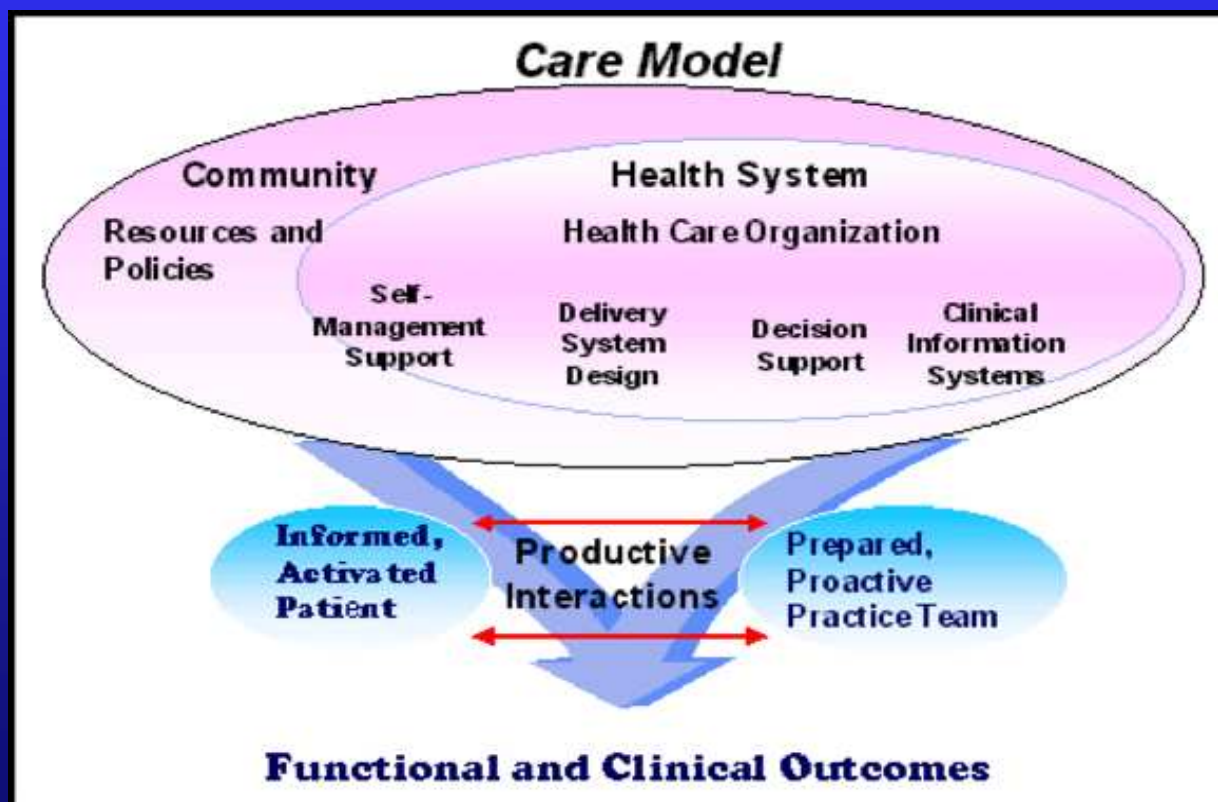 Care Model
Community
Health System
Resources and
Policies
Health Care Organization
Self-
Management
Support
Delivery
System
Design
Decision
Support
Clinical
Information
Systems
Informed,
Activated
Patient
Productive
Interactions
Prepared,
Proactive
Practice Team
Functional and Clinical Outcomes